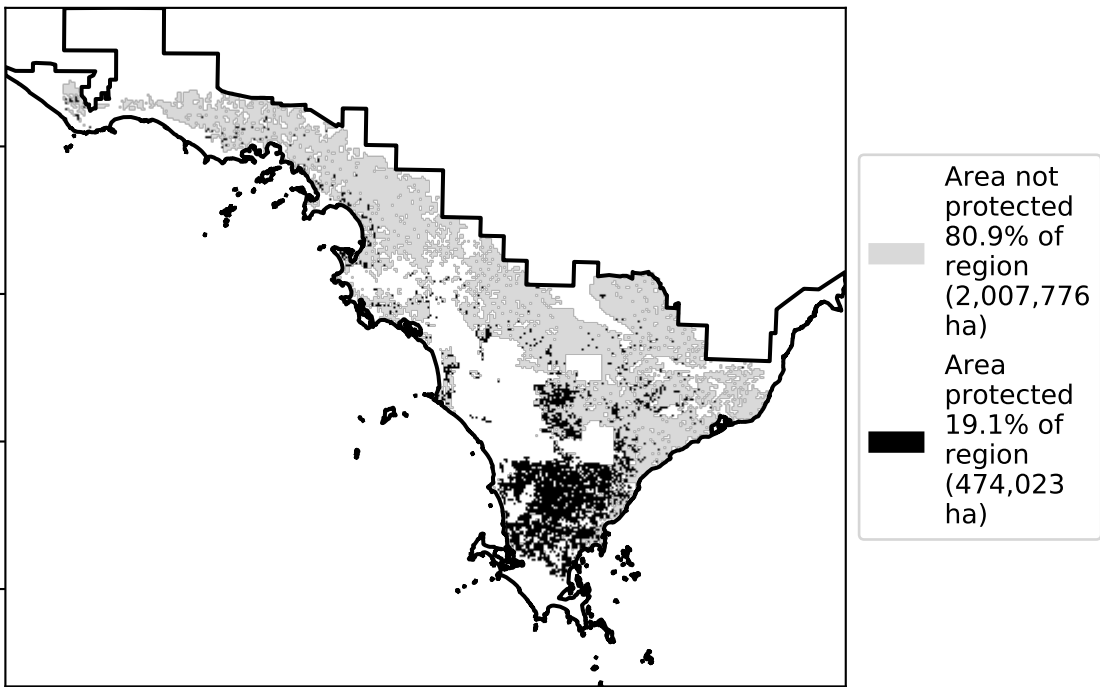 Area not
protected
80.9% of
region
(2,007,776
ha)
Area
protected
19.1% of
region
(474,023
ha)